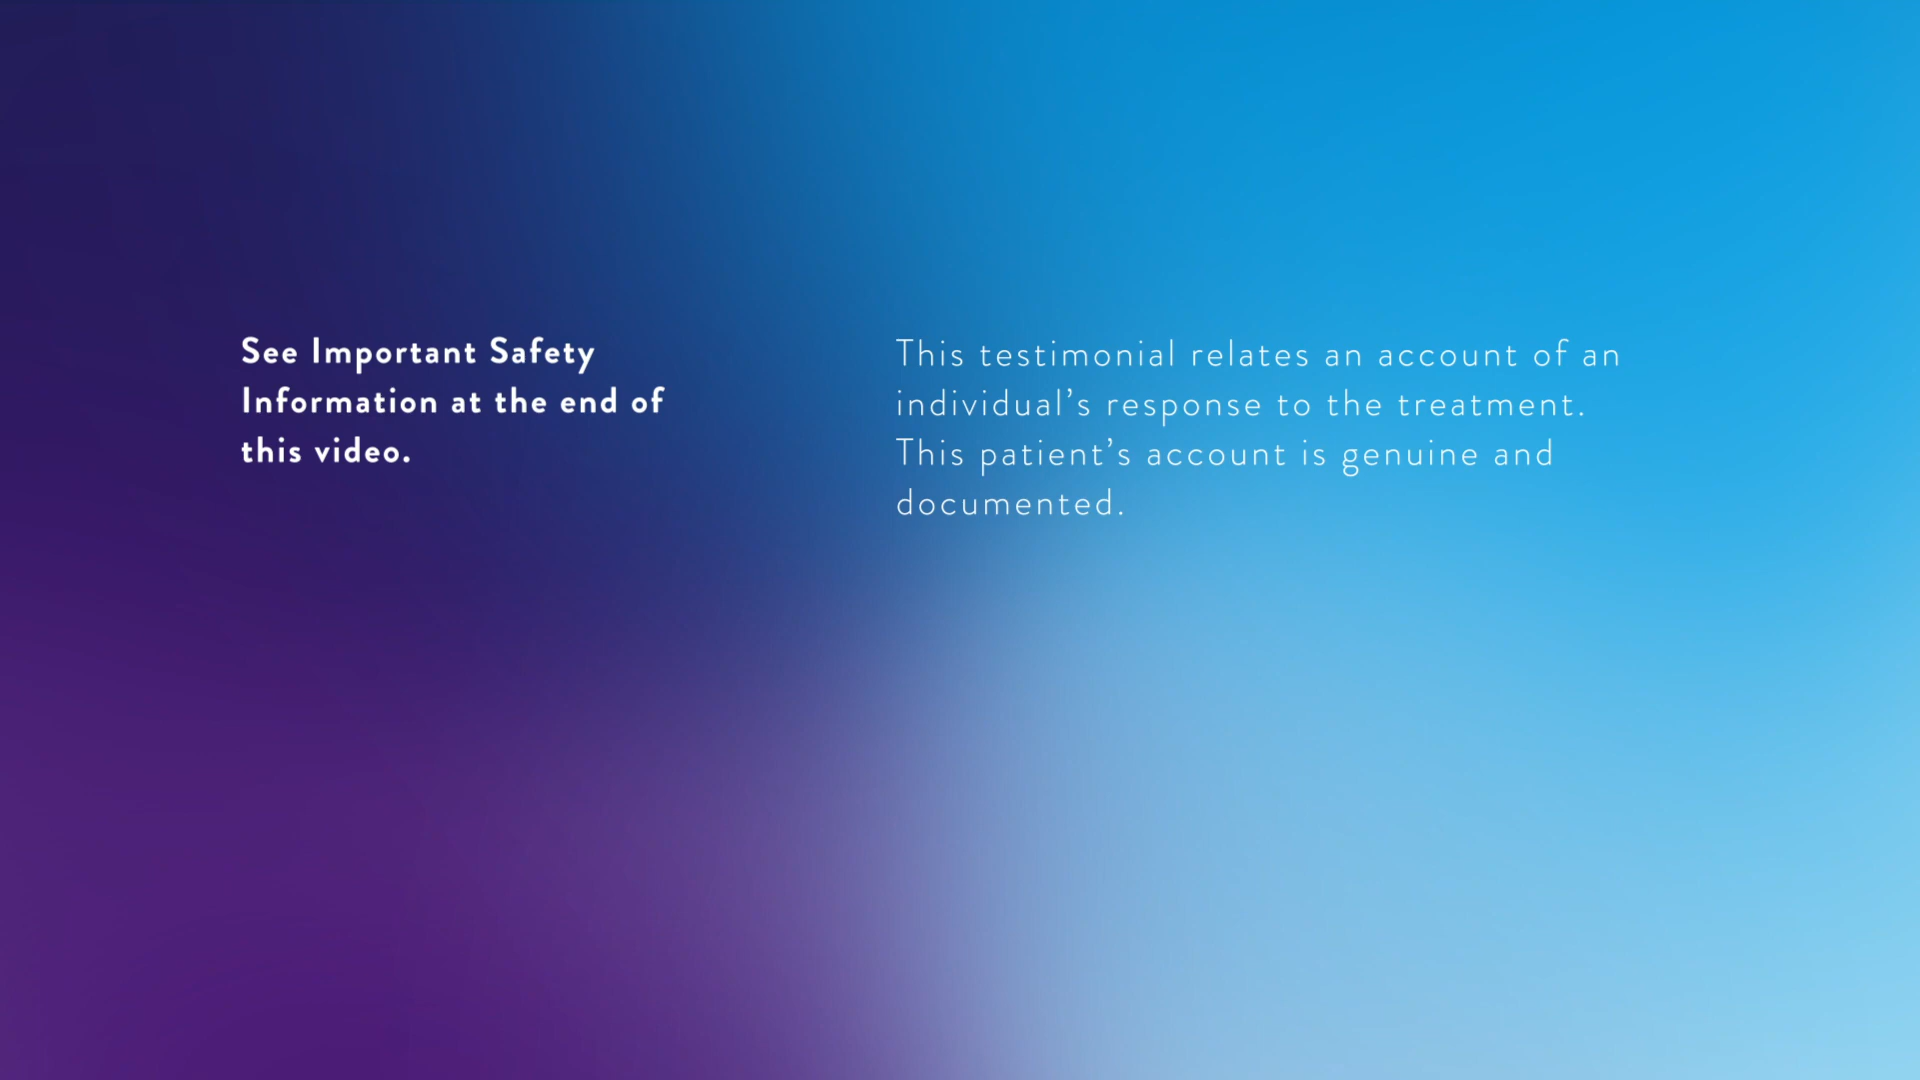 See Important Safety
Information at the end of
this video.
This testimonial relates an account of an
individual’s response to the treatment.
This patient’s account is genuine and
documented.